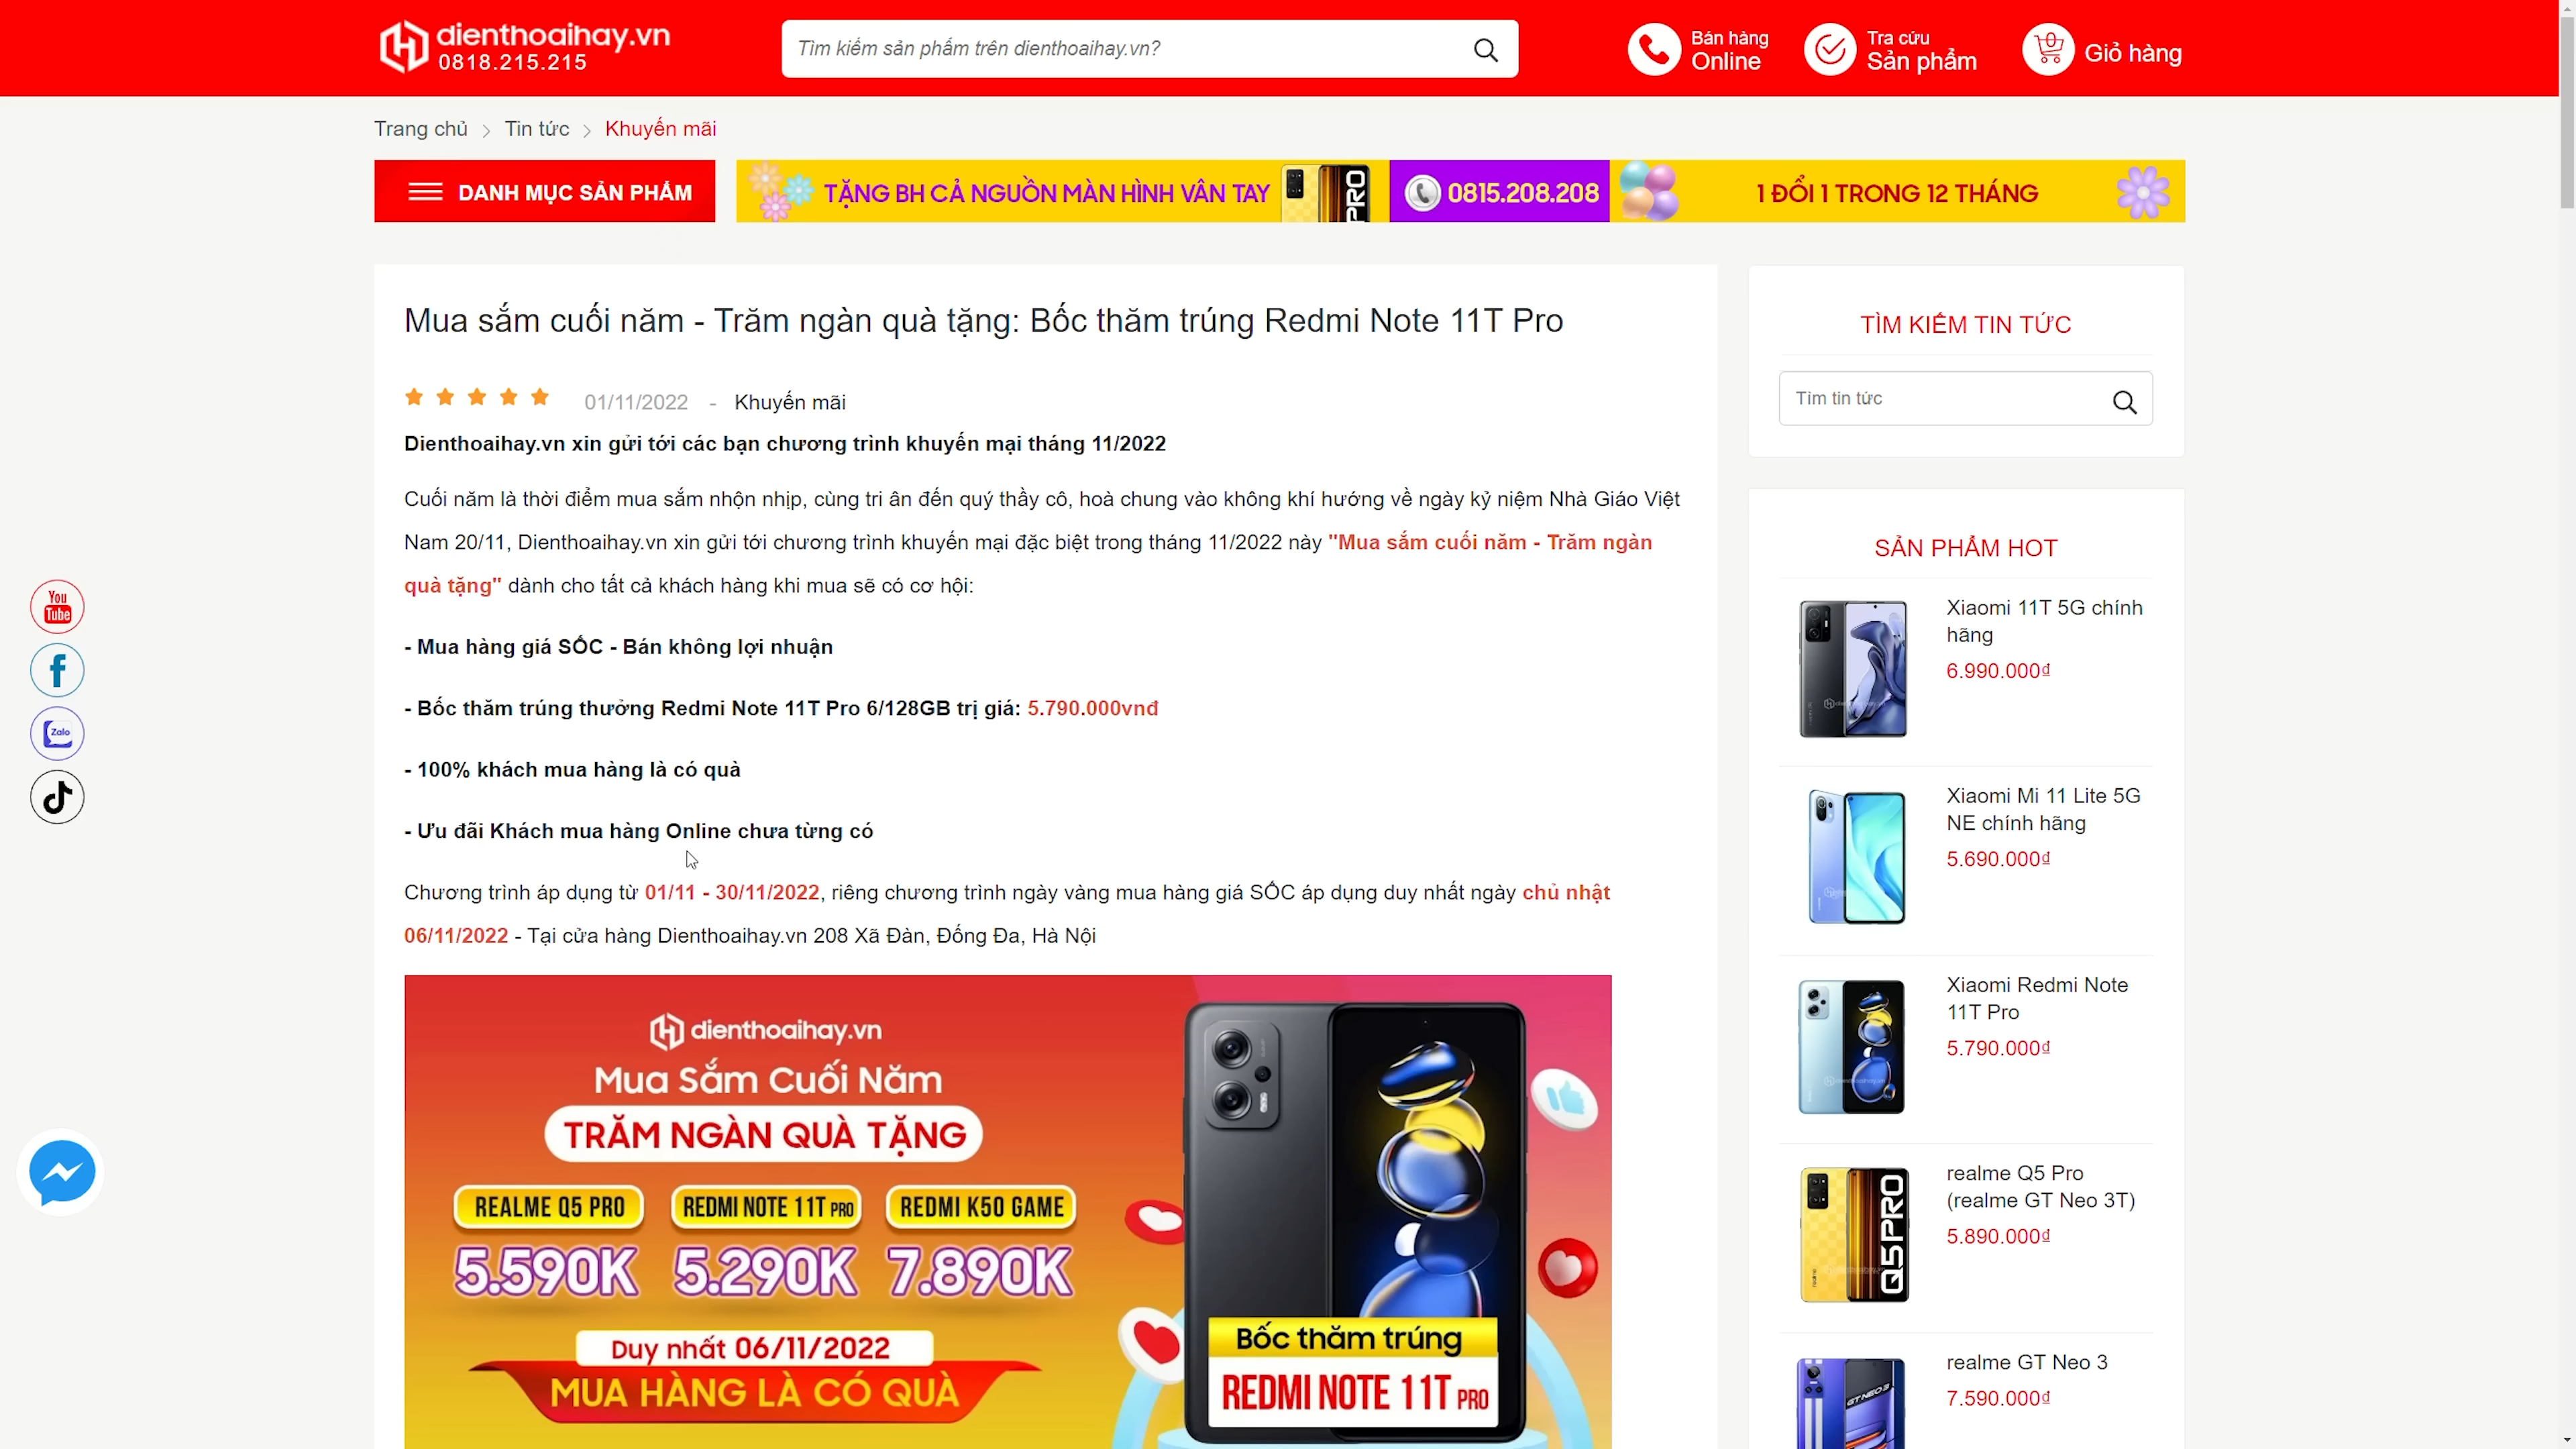 dienthoaihay.vn
0818.215.215
Tìm kiếm sản phẩm trên dienthoaihay.vn?
Bán hàng
Online
Tra cứu
Sản phẩm
0
Giỏ hàng
Trang chủ > Tin tức > Khuyến mãi
DANH MỤC SẢN PHẨM
TẶNG BH CẢ NGUỒN MÀN HÌNH VÂN TAY
PRO
0815.208.208
1 ĐỔI 1 TRONG 12 THÁNG
Mua sắm cuối năm - Trăm ngàn quà tặng: Bốc thăm trúng Redmi Note 11T Pro
01/11/2022 - Khuyến mãi
Dienthoaihay.vn xin gửi tới các bạn chương trình khuyến mại tháng 11/2022
Cuối năm là thời điểm mua sắm nhộn nhịp, cùng tri ân đến quý thầy cô, hoà chung vào không khí hướng về ngày kỷ niệm Nhà Giáo Việt
Nam 20/11, Dienthoaihay.vn xin gửi tới chương trình khuyến mại đặc biệt trong tháng 11/2022 này "Mua sắm cuối năm - Trăm ngàn
quà tặng" dành cho tất cả khách hàng khi mua sẽ có cơ hội:
- Mua hàng giá SỐC - Bán không lợi nhuận
- Bốc thăm trúng thưởng Redmi Note 11T Pro 6/128GB trị giá: 5.790.000vnđ
- 100% khách mua hàng là có quà
- Ưu đãi Khách mua hàng Online chưa từng có
Chương trình áp dụng từ 01/11 - 30/11/2022, riêng chương trình ngày vàng mua hàng giá SỐC áp dụng duy nhất ngày chủ nhật
06/11/2022 - Tại cửa hàng Dienthoaihay.vn 208 Xã Đàn, Đống Đa, Hà Nội
dienthoaihay.vn
Mua Sắm Cuối Năm
TRĂM NGÀN QUÀ TẶNG
REALME Q5 PRO
REDMI NOTE 11T PRO
REDMI K50 GAME
5.590K
5.290K
7.890K
Duy nhất 06/11/2022
MUA HÀNG LÀ CÓ QUÀ
Bốc thăm trúng
REDMI NOTE 11T PRO
You
Tube
f
Zalo
TÌM KIẾM TIN TỨC
Tìm tin tức
SẢN PHẨM HOT
Xiaomi 11T 5G chính
hãng
6.990.000₫
Xiaomi Mi 11 Lite 5G
NE chính hãng
5.690.000₫
Xiaomi Redmi Note
11T Pro
5.790.000₫
realme Q5 Pro
(realme GT Neo 3T)
5.890.000₫
Q5PRO
realme GT Neo 3
7.590.000₫
GT NEO 3